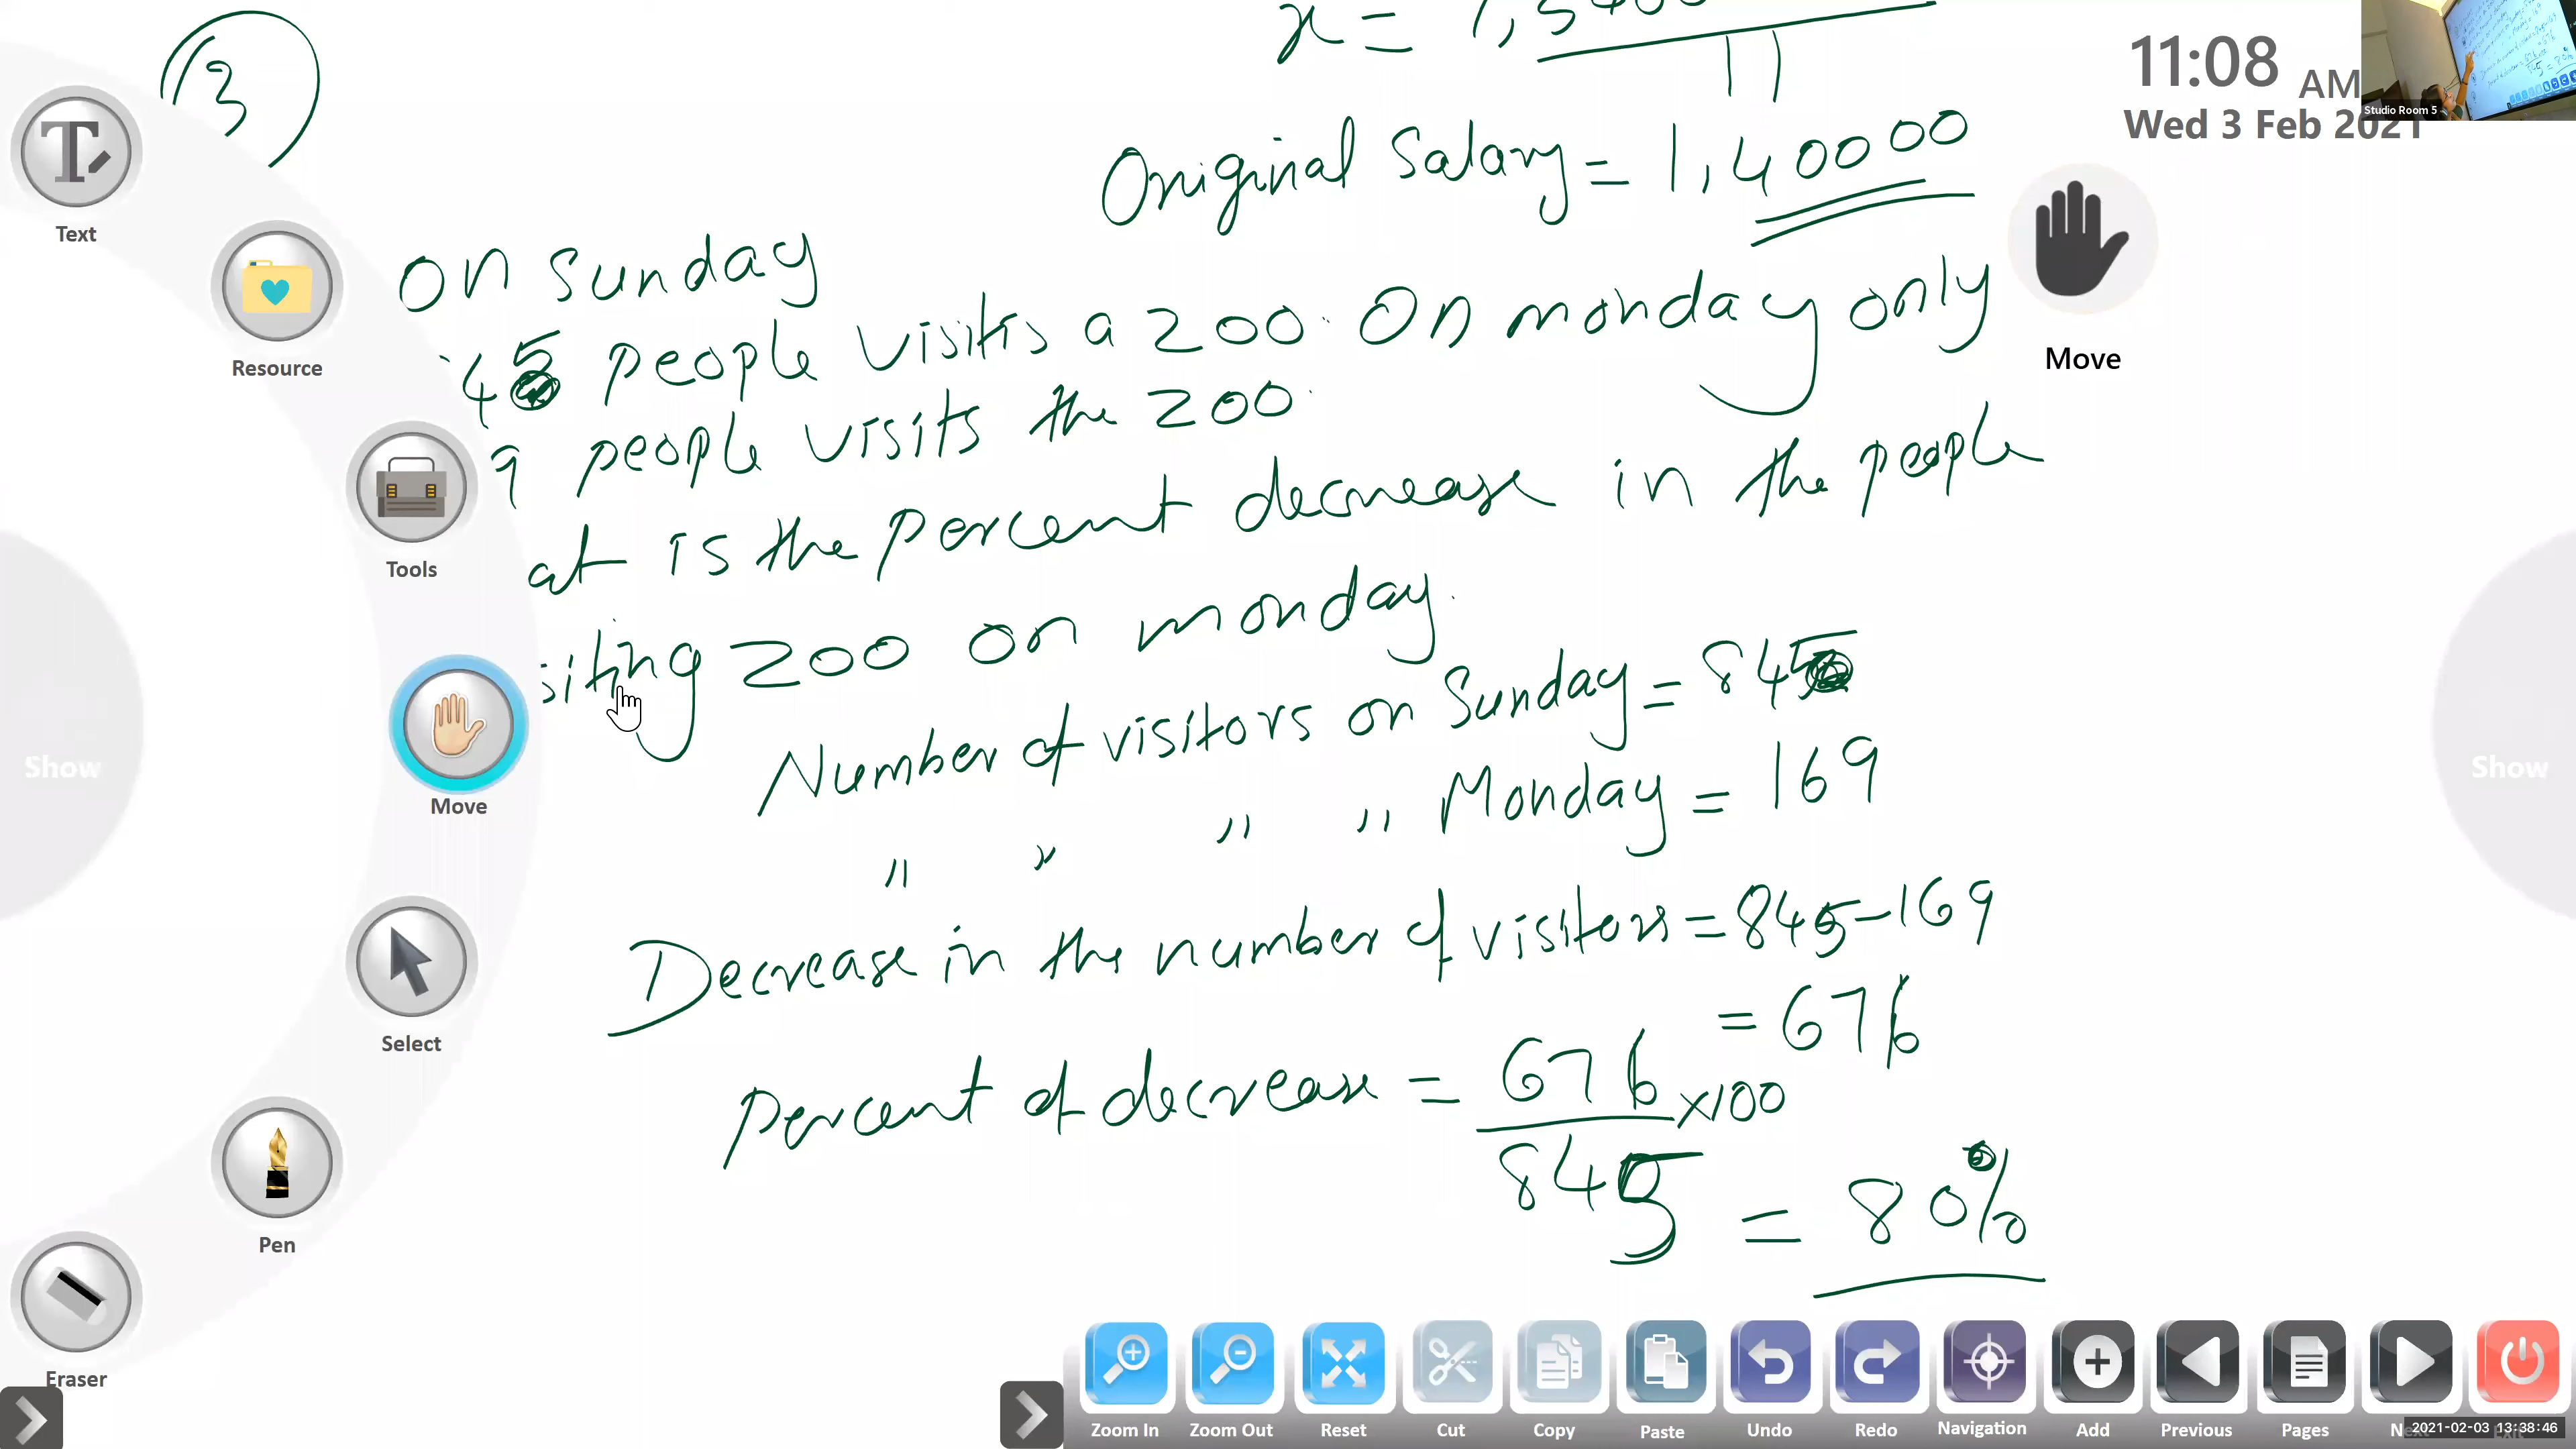 3
x =
11
Original Salary = 1,40000
On Sunday
45 people visits a zoo. On monday only
9 people visits the zoo.
at is the percent decrease in the people
siting zoo on monday.
Number of visitors on Sunday = 845
" " " " Monday = 169
Decrease in the number of visitors = 845-169
= 676
percent of decrease = 676/845 x100
= 80%
11:08 AM
Wed 3 Feb 2021
Studio Room 5
Move
Text
Resource
Tools
Move
Select
Pen
Eraser
Show
Show
Zoom In Zoom Out Reset Cut Copy Paste Undo Redo Navigation Add Previous Pages
2021-02-03 13:38:46